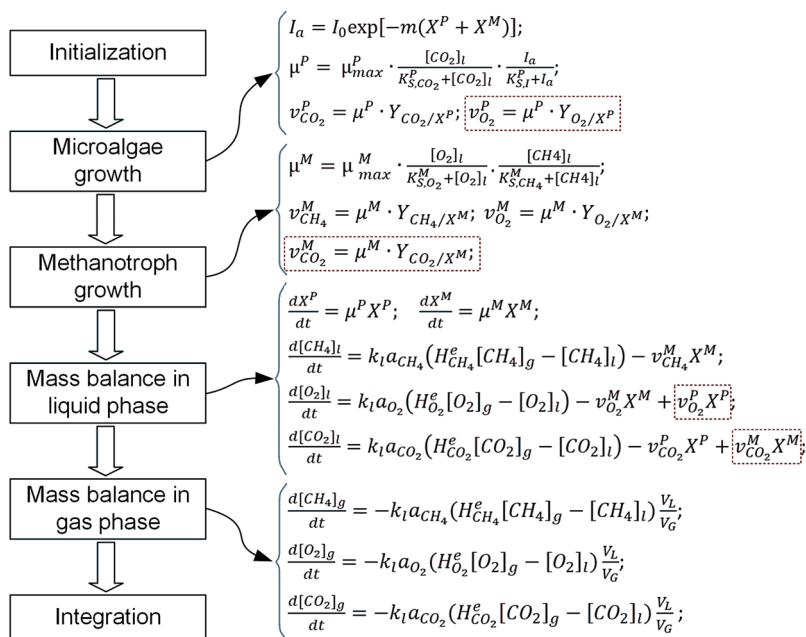 Initialization
Microalgae
growth
Methanotroph
growth
Mass balance in
liquid phase
Mass balance in
gas phase
Integration
I_a = I_0exp[-m(X^P + X^M)];
μ^P = μ^P_max · [CO_2]_l / (K^P_{S,CO_2}+[CO_2]_l) · I_a / (K^P_{S,I}+I_a);
v^P_{CO_2} = μ^P · Y_{CO_2/X^P}; v^P_{O_2} = μ^P · Y_{O_2/X^P}
μ^M = μ^M_max · [O_2]_l / (K^M_{S,O_2}+[O_2]_l) · [CH4]_l / (K^M_{S,CH_4}+[CH4]_l);
v^M_{CH_4} = μ^M · Y_{CH_4/X^M}; v^M_{O_2} = μ^M · Y_{O_2/X^M};
v^M_{CO_2} = μ^M · Y_{CO_2/X^M};
dX^P/dt = μ^P X^P; dX^M/dt = μ^M X^M;
d[CH_4]_l/dt = k_l a_{CH_4}(H^e_{CH_4}[CH_4]_g − [CH_4]_l) − v^M_{CH_4} X^M;
d[O_2]_l/dt = k_l a_{O_2}(H^e_{O_2}[O_2]_g − [O_2]_l) − v^M_{O_2} X^M + v^P_{O_2} X^P;
d[CO_2]_l/dt = k_l a_{CO_2}(H^e_{CO_2}[CO_2]_g − [CO_2]_l) − v^P_{CO_2} X^P + v^M_{CO_2} X^M;
d[CH_4]_g/dt = −k_l a_{CH_4}(H^e_{CH_4}[CH_4]_g − [CH_4]_l) V_L/V_G;
d[O_2]_g/dt = −k_l a_{O_2}(H^e_{O_2}[O_2]_g − [O_2]_l) V_L/V_G;
d[CO_2]_g/dt = −k_l a_{CO_2}(H^e_{CO_2}[CO_2]_g − [CO_2]_l) V_L/V_G;